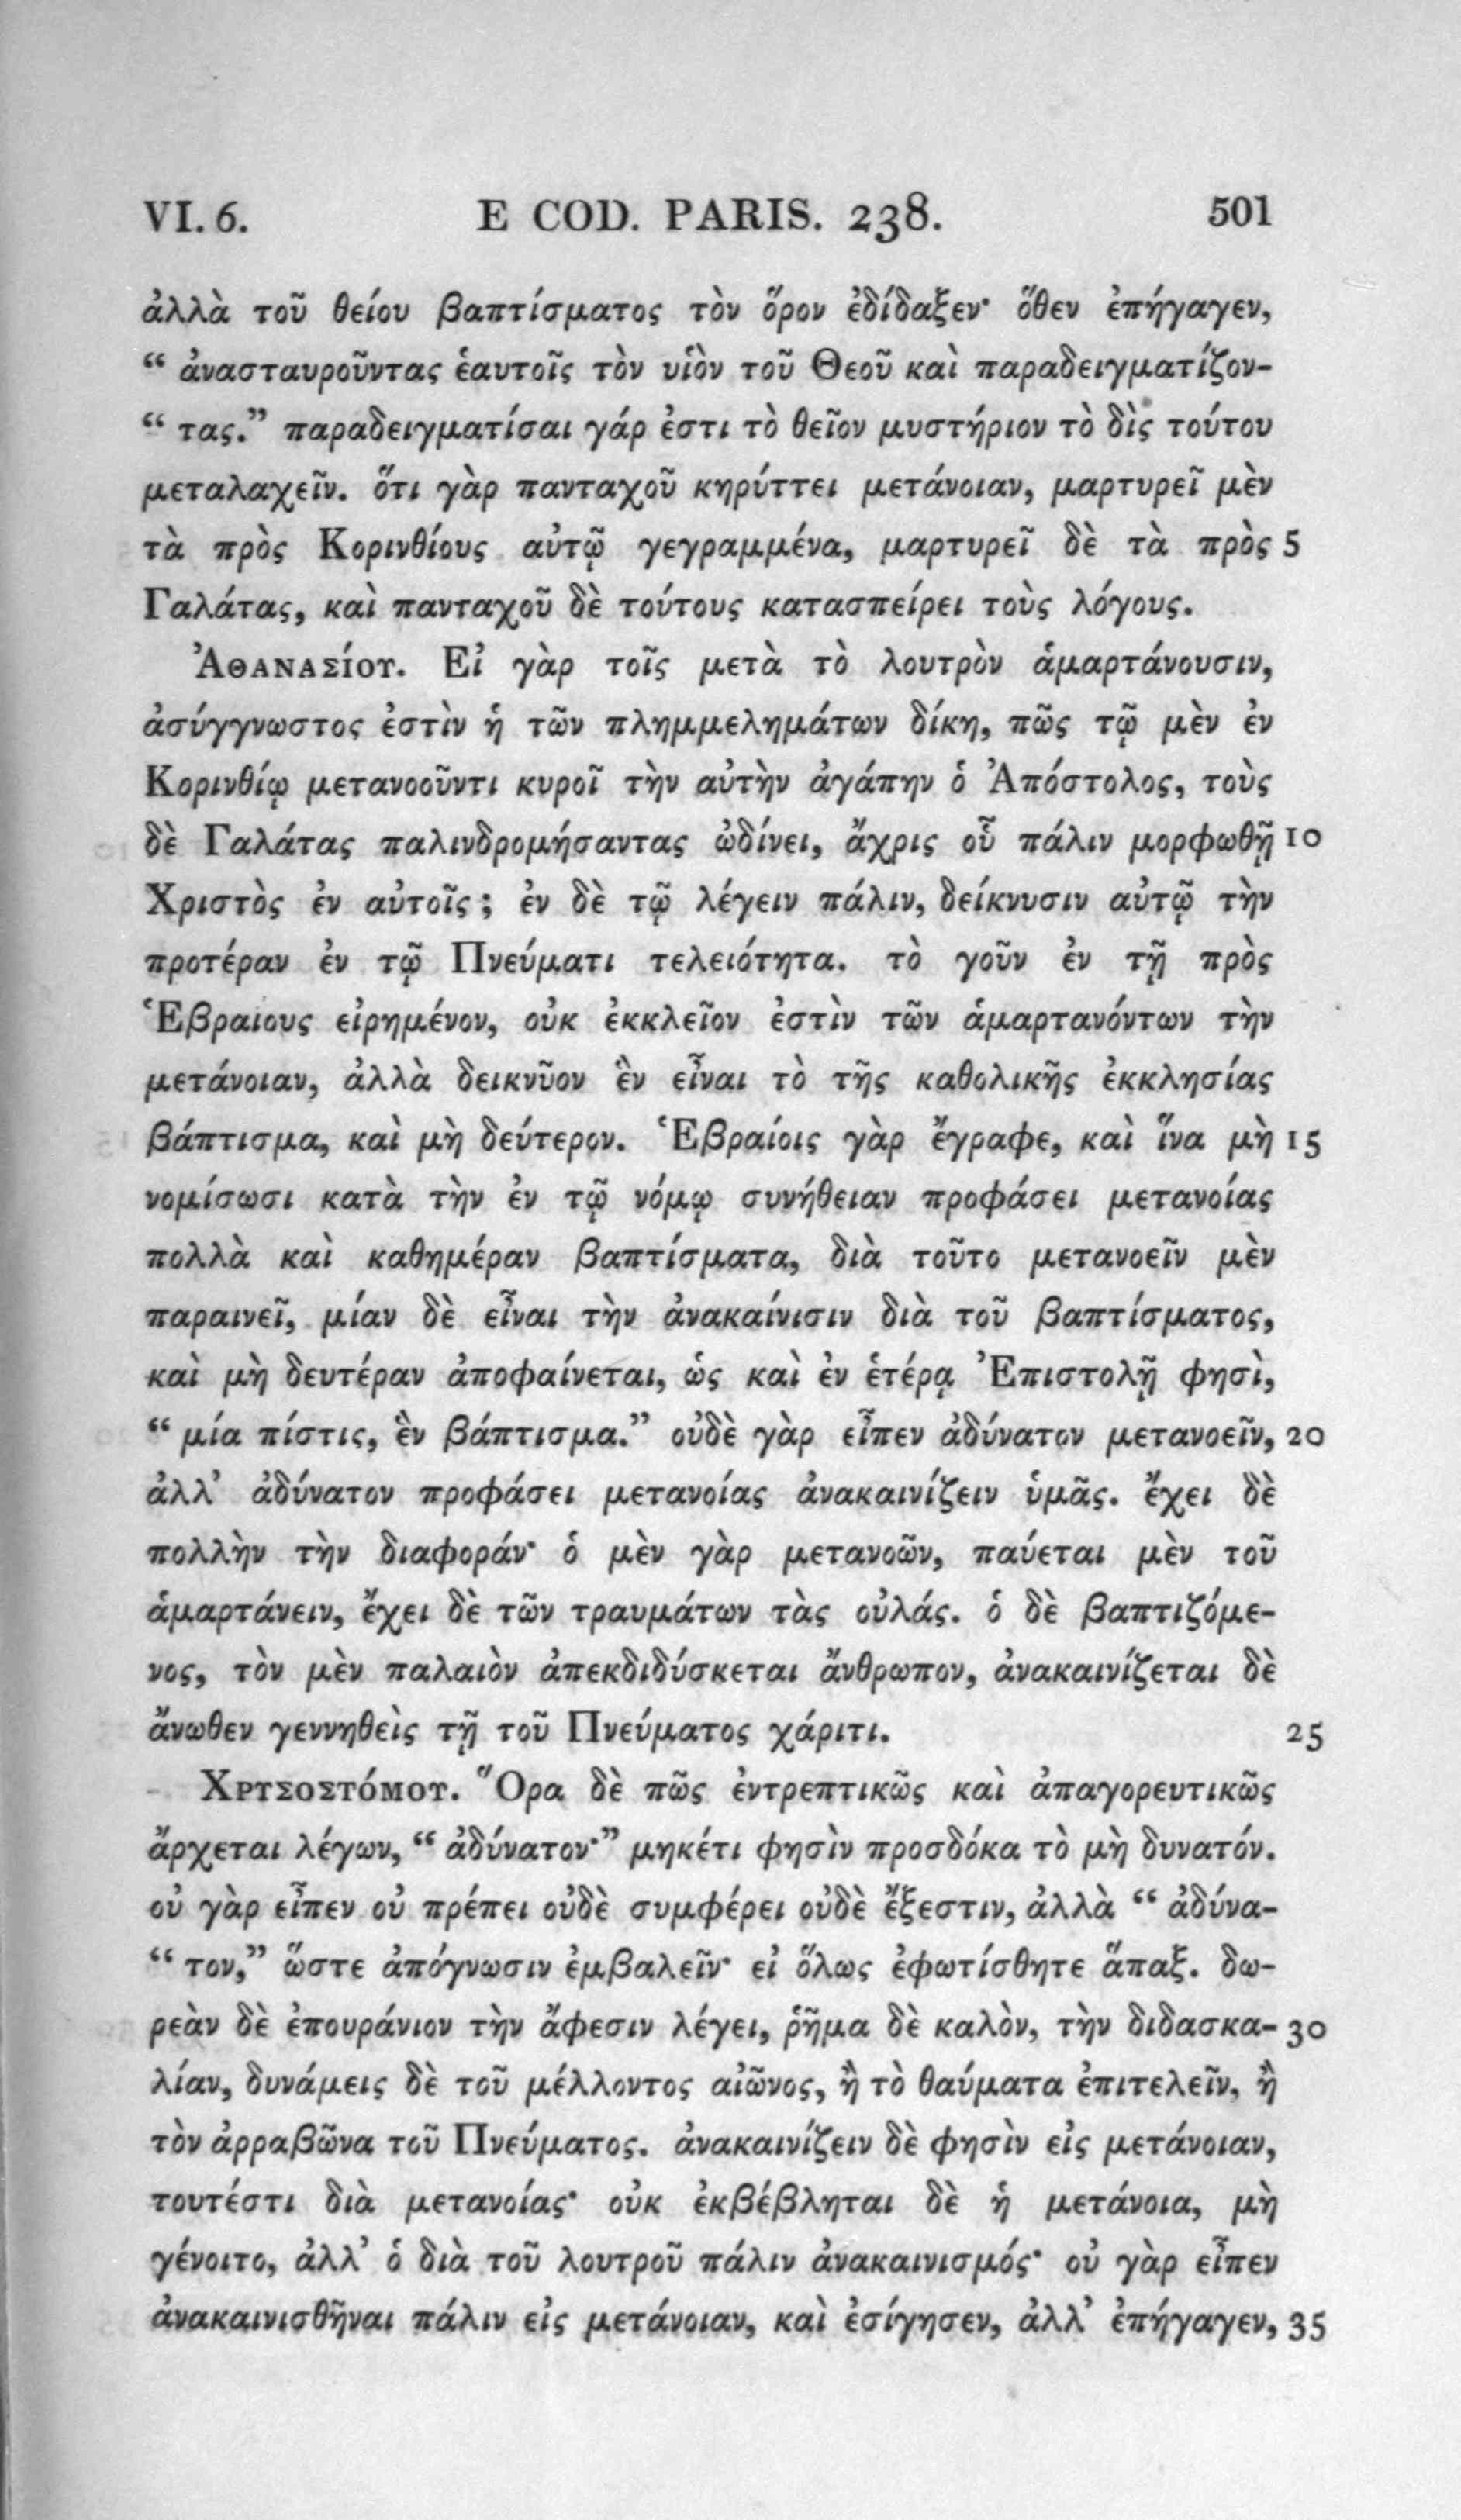 VI. 6. E COD. PARIS. 238. 501
ἀλλὰ τοῦ θείου βαπτίσματος τὸν ὅρον ἐδίδαξεν· ὅθεν ἐπήγαγεν,
“ ἀνασταυροῦντας ἑαυτοῖς τὸν υἱὸν τοῦ Θεοῦ καὶ παραδειγματίζον-
“ τας.” παραδειγματίσαι γάρ ἐστι τὸ θεῖον μυστήριον τὸ δὶς τούτου
μεταλαχεῖν. ὅτι γὰρ πανταχοῦ κηρύττει μετάνοιαν, μαρτυρεῖ μὲν
τὰ πρὸς Κορινθίους αὐτῷ γεγραμμένα, μαρτυρεῖ δὲ τὰ πρὸς 5
Γαλάτας, καὶ πανταχοῦ δὲ τούτους κατασπείρει τοὺς λόγους.
ἈΘΑΝΑΣίΟΥ. Εἰ γὰρ τοῖς μετὰ τὸ λουτρὸν ἁμαρτάνουσιν,
ἀσύγγνωστος ἐστὶν ἡ τῶν πλημμελημάτων δίκη, πῶς τῷ μὲν ἐν
Κορινθίῳ μετανοοῦντι κυροῖ τὴν αὐτὴν ἀγάπην ὁ Ἀπόστολος, τοὺς
δὲ Γαλάτας παλινδρομήσαντας ὠδίνει, ἄχρις οὗ πάλιν μορφωθῇ 10
Χριστὸς ἐν αὐτοῖς ; ἐν δὲ τῷ λέγειν πάλιν, δείκνυσιν αὐτῷ τὴν
προτέραν ἐν τῷ Πνεύματι τελειότητα. τὸ γοῦν ἐν τῇ πρὸς
Ἑβραίους εἰρημένον, οὐκ ἐκκλεῖον ἐστὶν τῶν ἁμαρτανόντων τὴν
μετάνοιαν, ἀλλὰ δεικνῦον ἓν εἶναι τὸ τῆς καθολικῆς ἐκκλησίας
βάπτισμα, καὶ μὴ δεύτερον. Ἑβραίοις γὰρ ἔγραφε, καὶ ἵνα μὴ 15
νομίσωσι κατὰ τὴν ἐν τῷ νόμῳ συνήθειαν προφάσει μετανοίας
πολλὰ καὶ καθημέραν βαπτίσματα, διὰ τοῦτο μετανοεῖν μὲν
παραινεῖ, μίαν δὲ εἶναι τὴν ἀνακαίνισιν διὰ τοῦ βαπτίσματος,
καὶ μὴ δευτέραν ἀποφαίνεται, ὡς καὶ ἐν ἑτέρᾳ Ἐπιστολῇ φησὶ,
“ μία πίστις, ἓν βάπτισμα.” οὐδὲ γὰρ εἶπεν ἀδύνατον μετανοεῖν, 20
ἀλλ’ ἀδύνατον προφάσει μετανοίας ἀνακαινίζειν ὑμᾶς. ἔχει δὲ
πολλὴν τὴν διαφοράν· ὁ μὲν γὰρ μετανοῶν, παύεται μὲν τοῦ
ἁμαρτάνειν, ἔχει δὲ τῶν τραυμάτων τὰς οὐλάς. ὁ δὲ βαπτιζόμε-
νος, τὸν μὲν παλαιὸν ἀπεκδιδύσκεται ἄνθρωπον, ἀνακαινίζεται δὲ
ἄνωθεν γεννηθεὶς τῇ τοῦ Πνεύματος χάριτι. 25
ΧΡΥΣΟΣΤόΜΟΥ. Ὅρα δὲ πῶς ἐντρεπτικῶς καὶ ἀπαγορευτικῶς
ἄρχεται λέγων, “ ἀδύνατον·” μηκέτι φησὶν προσδόκα τὸ μὴ δυνατόν.
οὐ γὰρ εἶπεν οὐ πρέπει οὐδὲ συμφέρει οὐδὲ ἔξεστιν, ἀλλὰ “ ἀδύνα-
“ τον,” ὥστε ἀπόγνωσιν ἐμβαλεῖν· εἰ ὅλως ἐφωτίσθητε ἅπαξ. δω-
ρεὰν δὲ ἐπουράνιον τὴν ἄφεσιν λέγει, ῥῆμα δὲ καλὸν, τὴν διδασκα- 30
λίαν, δυνάμεις δὲ τοῦ μέλλοντος αἰῶνος, ἢ τὸ θαύματα ἐπιτελεῖν, ἢ
τὸν ἀρραβῶνα τοῦ Πνεύματος. ἀνακαινίζειν δὲ φησὶν εἰς μετάνοιαν,
τουτέστι διὰ μετανοίας· οὐκ ἐκβέβληται δὲ ἡ μετάνοια, μὴ
γένοιτο, ἀλλ’ ὁ διὰ τοῦ λουτροῦ πάλιν ἀνακαινισμός· οὐ γὰρ εἶπεν
ἀνακαινισθῆναι πάλιν εἰς μετάνοιαν, καὶ ἐσίγησεν, ἀλλ’ ἐπήγαγεν, 35